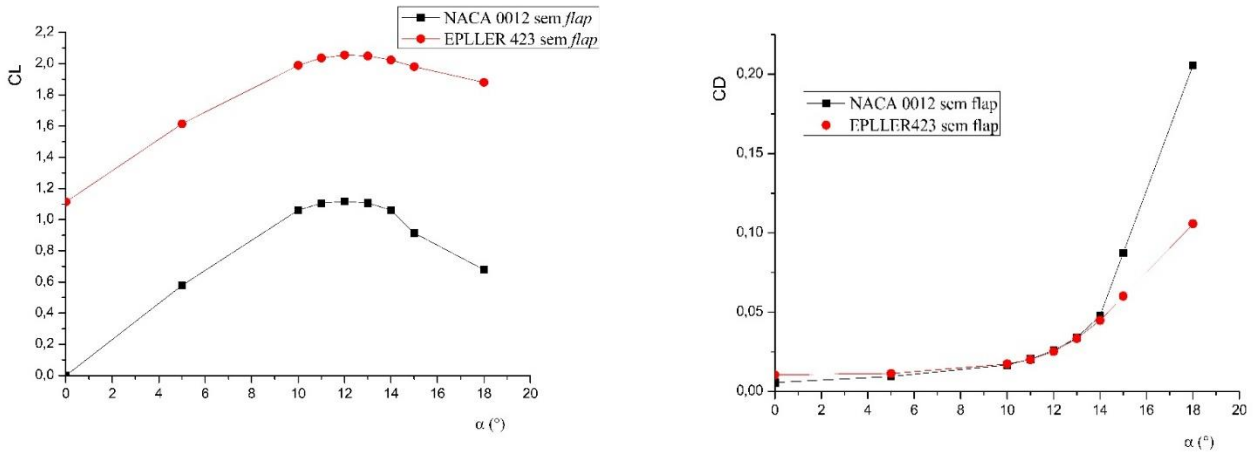 2,2
2,0
1,8
1,6
1,4
1,2
1,0
0,8
0,6
0,4
0,2
0,0
CL
NACA 0012 sem flap
EPLLER 423 sem flap
0 2 4 6 8 10 12 14 16 18 20
α (°)
0,20
0,15
0,10
0,05
0,00
CD
NACA 0012 sem flap
EPLLER423 sem flap
0 2 4 6 8 10 12 14 16 18 20
α (°)